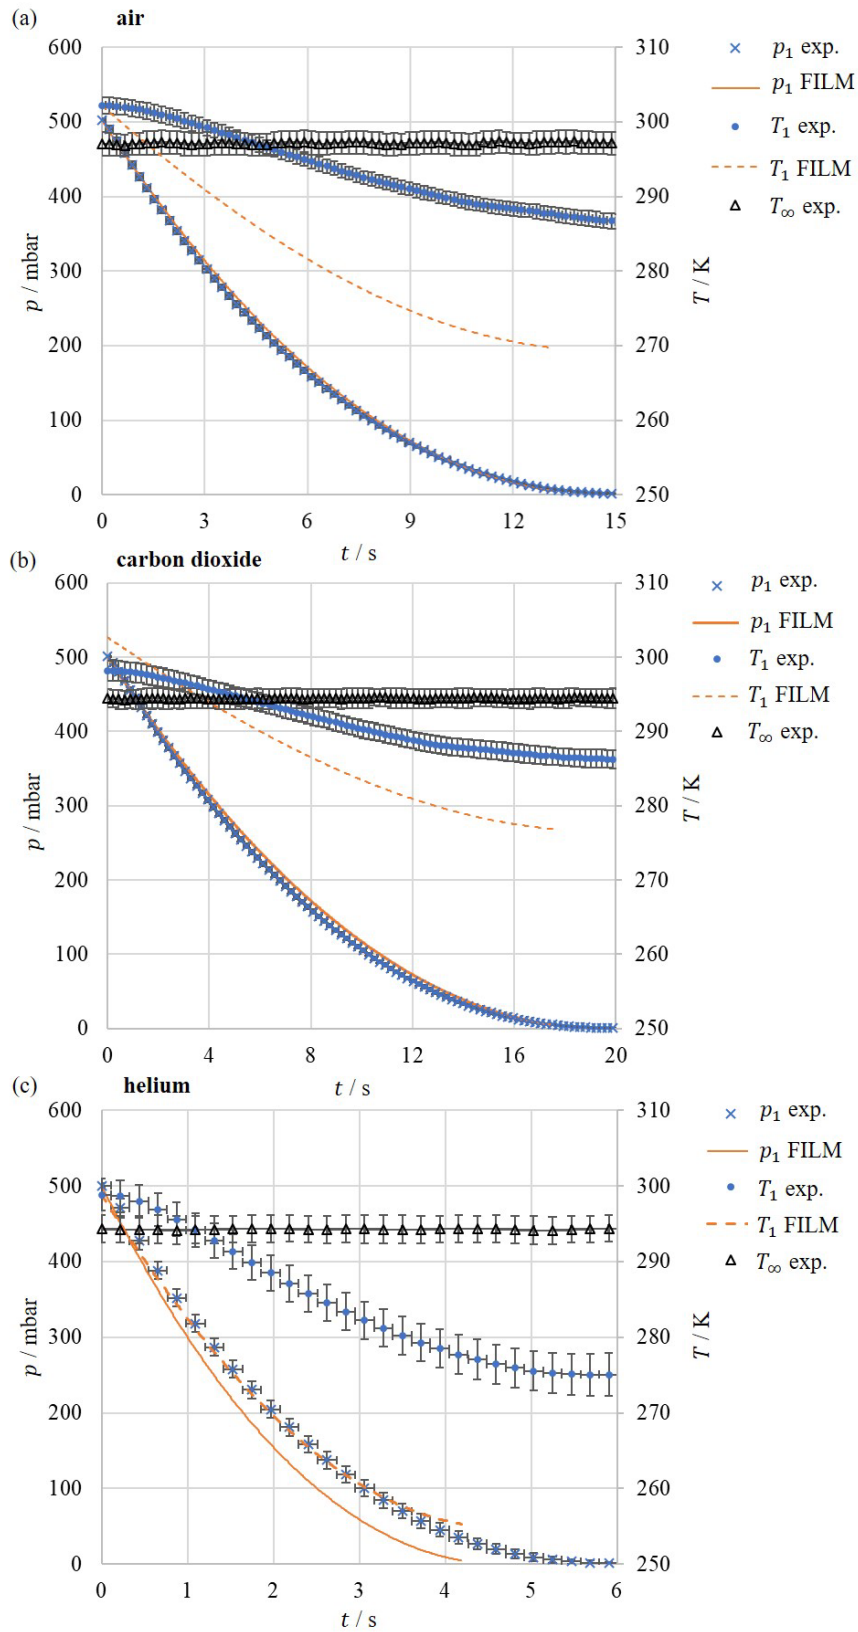 (a) air
600
500
400
300
200
100
0
p / mbar
310
300
290
280
270
260
250
T / K
0 3 6 9 12 15
t / s
p₁ exp.
p₁ FILM
T₁ exp.
T₁ FILM
T∞ exp.
(b) carbon dioxide
600
500
400
300
200
100
0
p / mbar
310
300
290
280
270
260
250
T / K
0 4 8 12 16 20
t / s
p₁ exp.
p₁ FILM
T₁ exp.
T₁ FILM
T∞ exp.
(c) helium
600
500
400
300
200
100
0
p / mbar
310
300
290
280
270
260
250
T / K
0 1 2 3 4 5 6
t / s
p₁ exp.
p₁ FILM
T₁ exp.
T₁ FILM
T∞ exp.